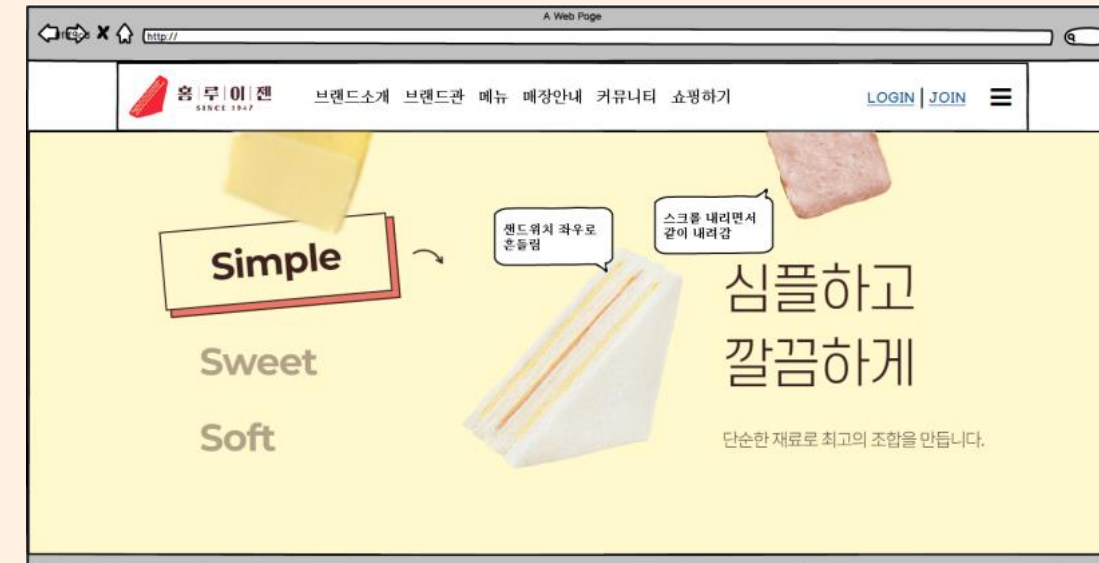 A Web Page
http://
홍루이젠
SINCE 1947
브랜드소개 브랜드관 메뉴 매장안내 커뮤니티 쇼핑하기
LOGIN | JOIN
Simple
Sweet
Soft
샌드위치 좌우로
흔들림
스크롤 내리면서
같이 내려감
심플하고
깔끔하게
단순한 재료로 최고의 조합을 만듭니다.